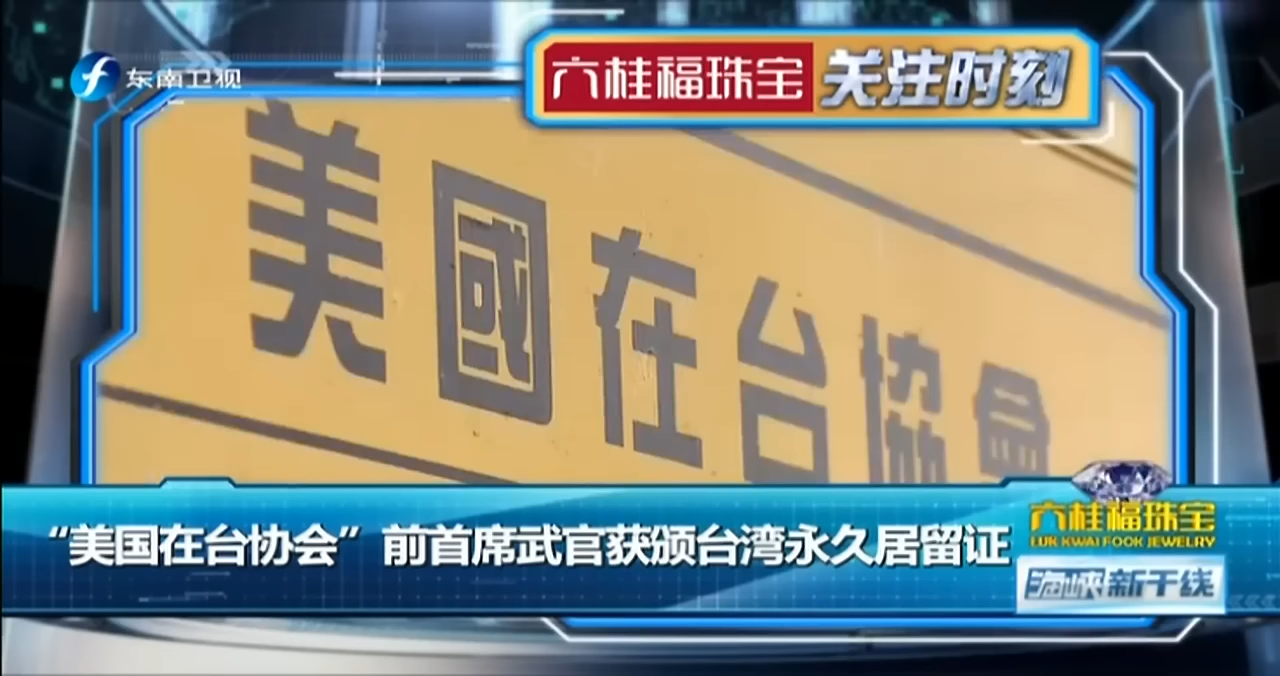 东南卫视
六桂福珠宝 关注时刻
美國在台協會
“美国在台协会”前首席武官获颁台湾永久居留证
六桂福珠宝
LUK KWAI FOOK JEWELRY
海峡新干线